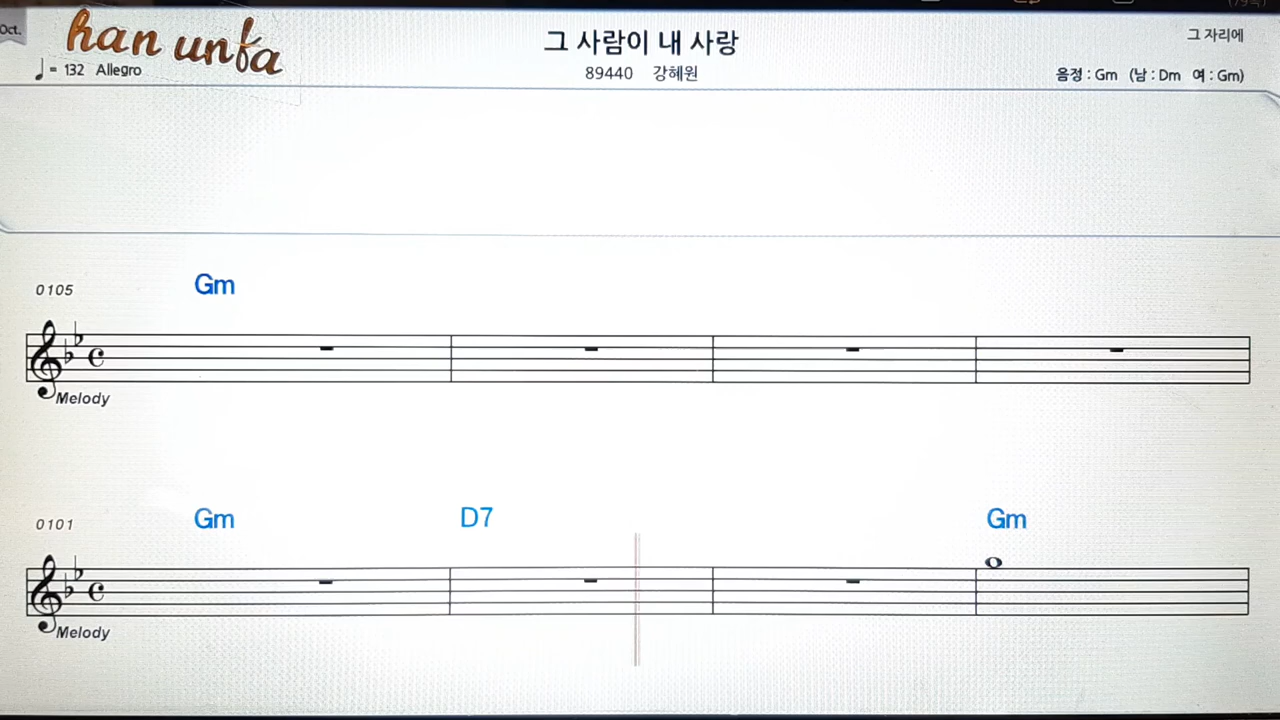 Oct.
han unfa
그 사람이 내 사랑
그 자리에
♩= 132 Allegro
89440 강혜원
음정 : Gm (남 : Dm 여 : Gm)
0105
Gm
Melody
0101
Gm D7 Gm
Melody